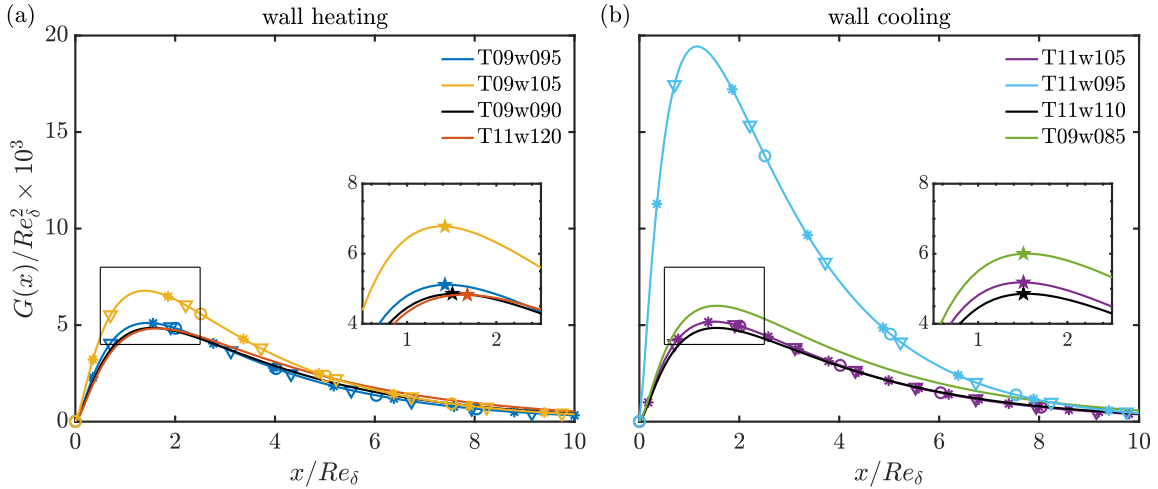 (a) wall heating
G(x)/Re_δ^2 × 10^3
20
15
10
5
0
T09w095
T09w105
T09w090
T11w120
8
6
4
1 2
0 2 4 6 8 10
x/Re_δ
(b) wall cooling
T11w105
T11w095
T11w110
T09w085
8
6
4
1 2
0 2 4 6 8 10
x/Re_δ